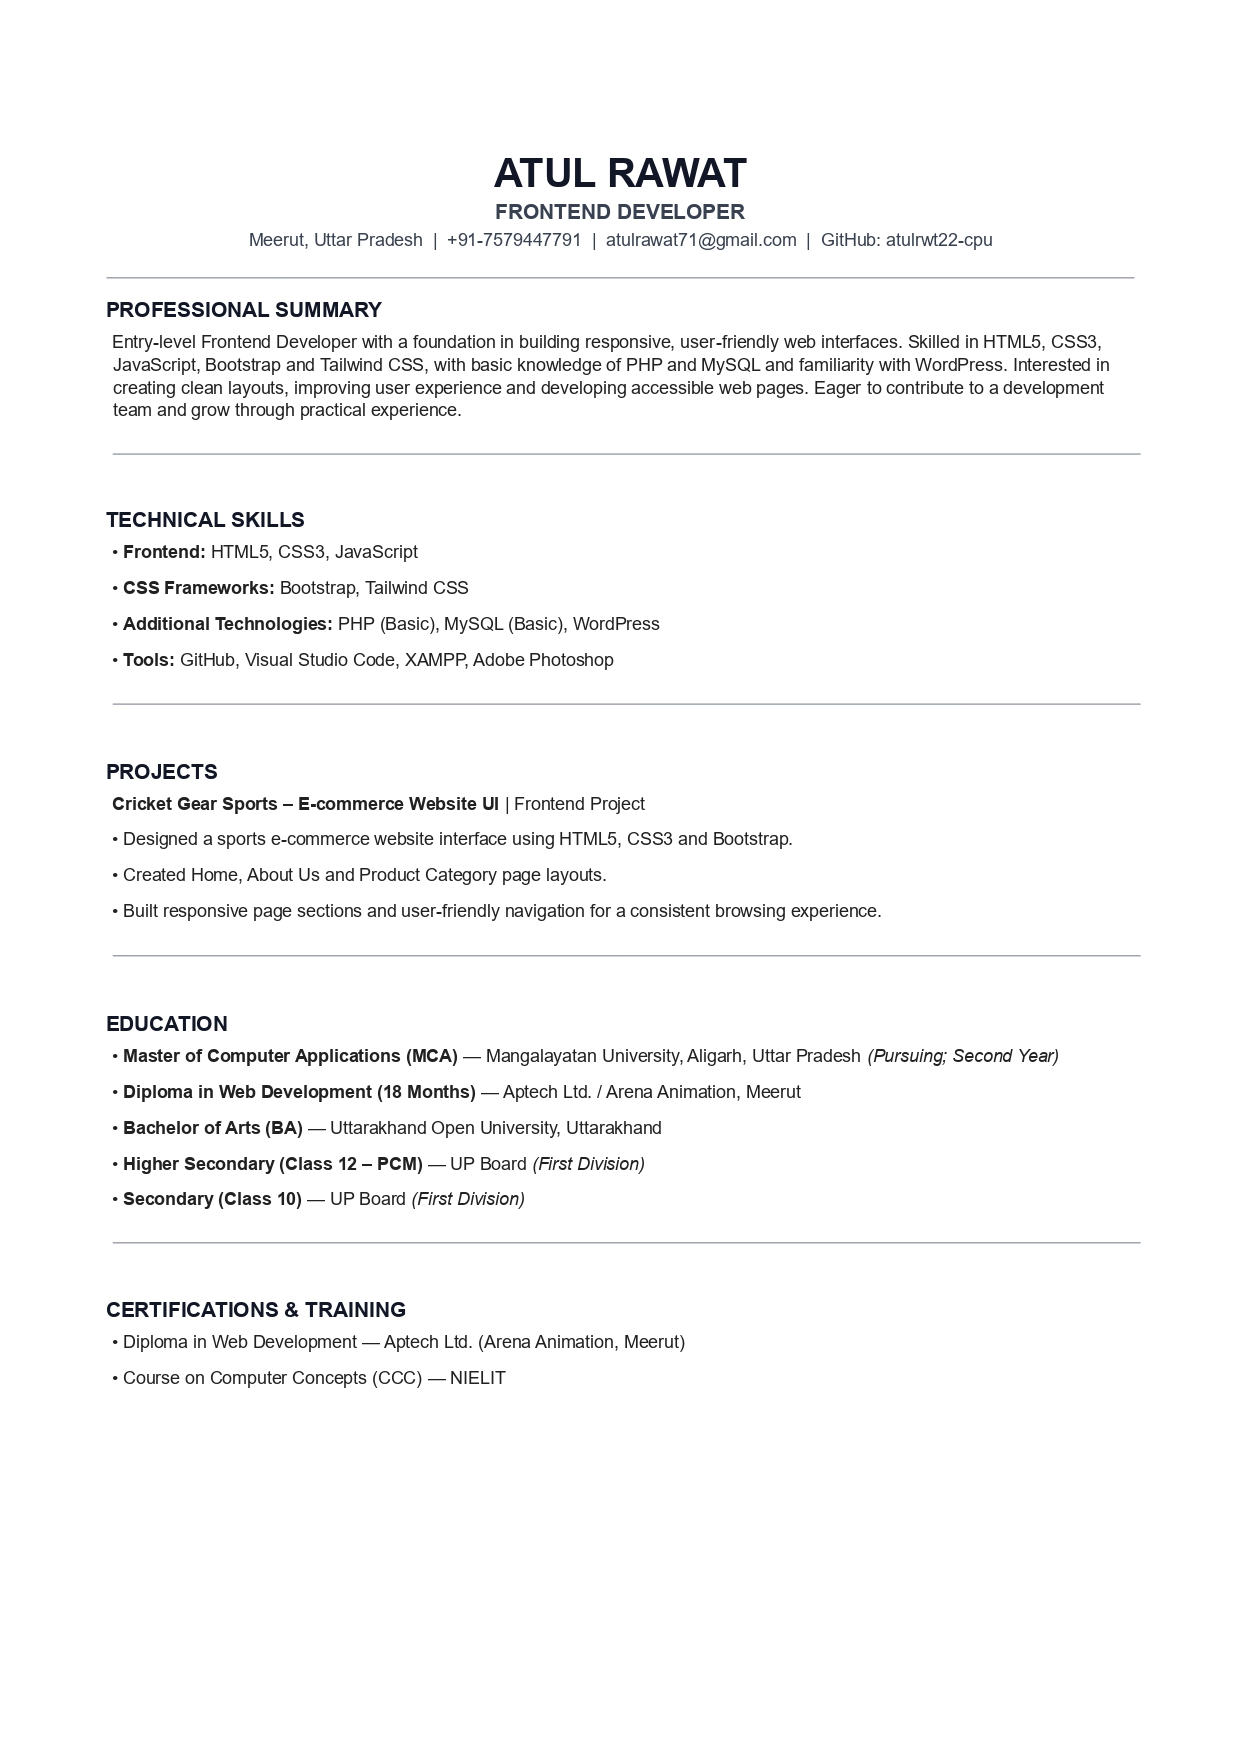 ATUL RAWAT
FRONTEND DEVELOPER
Meerut, Uttar Pradesh | +91-7579447791 | atulrawat71@gmail.com | GitHub: atulrwt22-cpu
PROFESSIONAL SUMMARY
Entry-level Frontend Developer with a foundation in building responsive, user-friendly web interfaces. Skilled in HTML5, CSS3,
JavaScript, Bootstrap and Tailwind CSS, with basic knowledge of PHP and MySQL and familiarity with WordPress. Interested in
creating clean layouts, improving user experience and developing accessible web pages. Eager to contribute to a development
team and grow through practical experience.
TECHNICAL SKILLS
• Frontend: HTML5, CSS3, JavaScript
• CSS Frameworks: Bootstrap, Tailwind CSS
• Additional Technologies: PHP (Basic), MySQL (Basic), WordPress
• Tools: GitHub, Visual Studio Code, XAMPP, Adobe Photoshop
PROJECTS
Cricket Gear Sports – E-commerce Website UI | Frontend Project
• Designed a sports e-commerce website interface using HTML5, CSS3 and Bootstrap.
• Created Home, About Us and Product Category page layouts.
• Built responsive page sections and user-friendly navigation for a consistent browsing experience.
EDUCATION
• Master of Computer Applications (MCA) — Mangalayatan University, Aligarh, Uttar Pradesh (Pursuing; Second Year)
• Diploma in Web Development (18 Months) — Aptech Ltd. / Arena Animation, Meerut
• Bachelor of Arts (BA) — Uttarakhand Open University, Uttarakhand
• Higher Secondary (Class 12 – PCM) — UP Board (First Division)
• Secondary (Class 10) — UP Board (First Division)
CERTIFICATIONS & TRAINING
• Diploma in Web Development — Aptech Ltd. (Arena Animation, Meerut)
• Course on Computer Concepts (CCC) — NIELIT